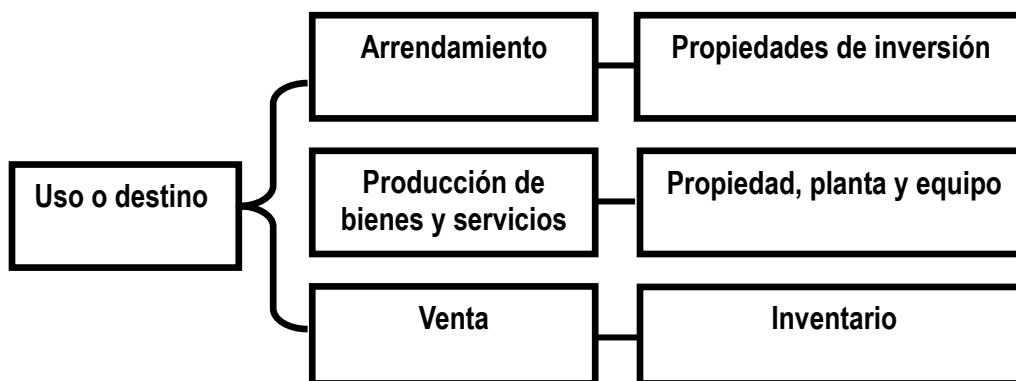 Uso o destino
Arrendamiento
Propiedades de inversión
Producción de
bienes y servicios
Propiedad, planta y equipo
Venta
Inventario